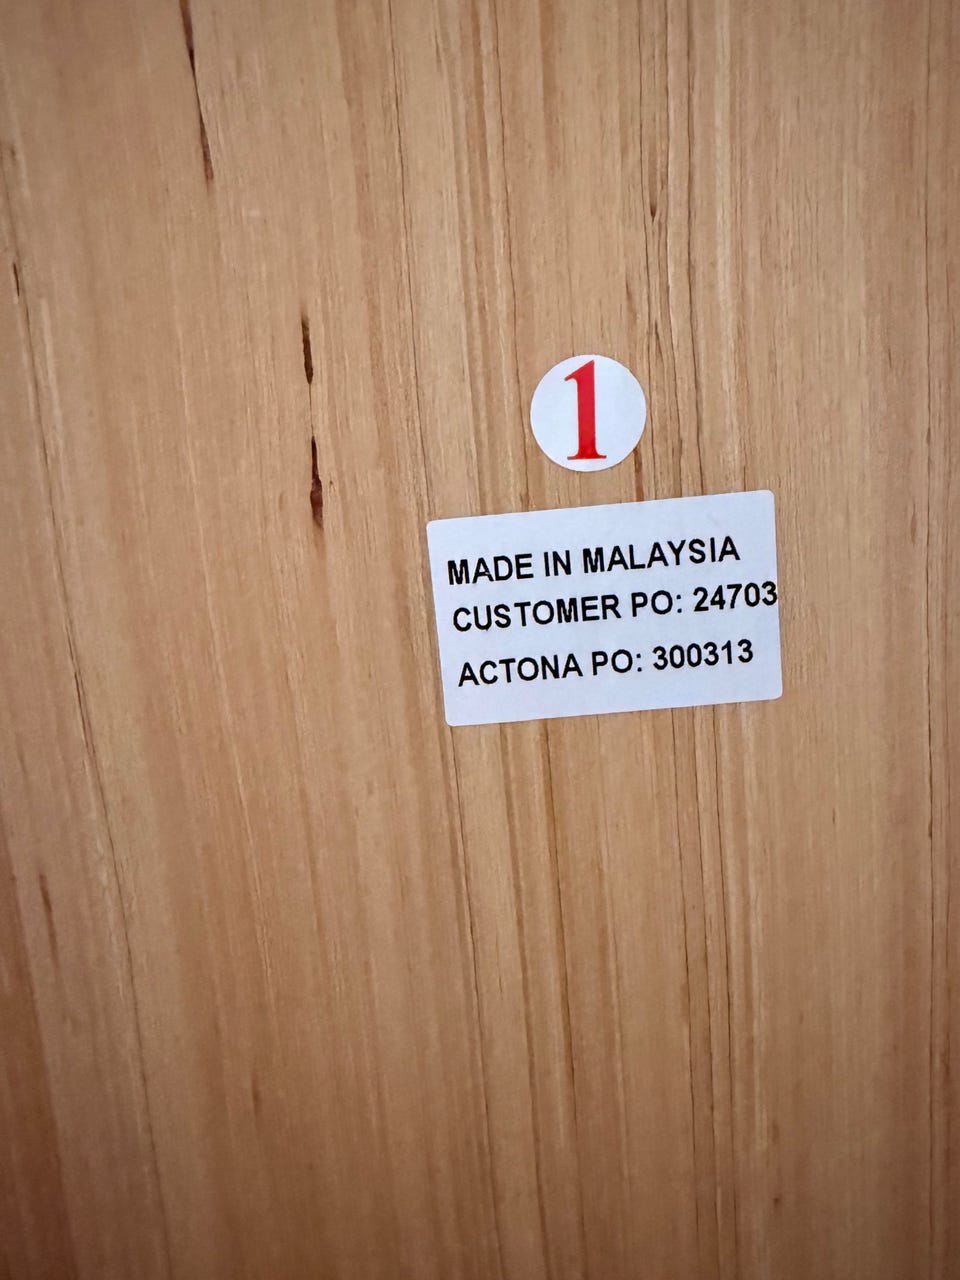 1
MADE IN MALAYSIA
CUSTOMER PO: 24703
ACTONA PO: 300313